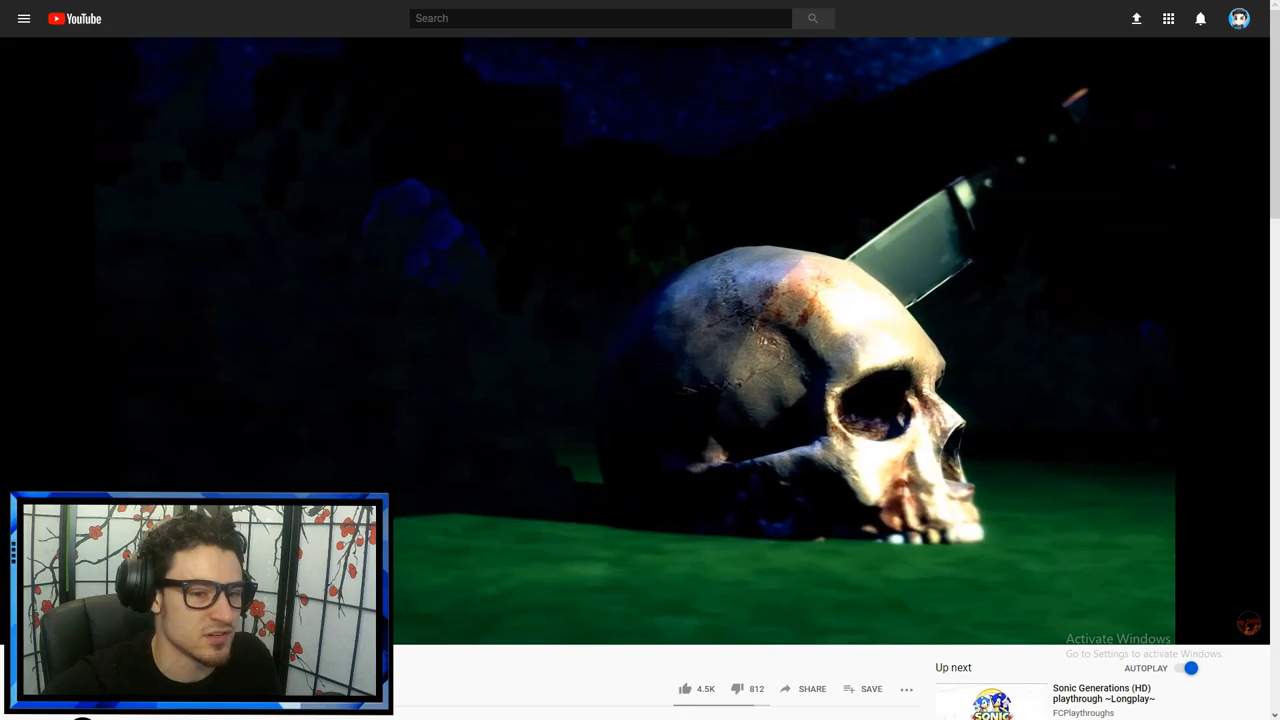 YouTube
Search
Activate Windows
Go to Settings to activate Windows.
Up next
AUTOPLAY
4.5K
812
SHARE
SAVE
Sonic Generations (HD)
playthrough ~Longplay~
FCPlaythroughs
SONIC